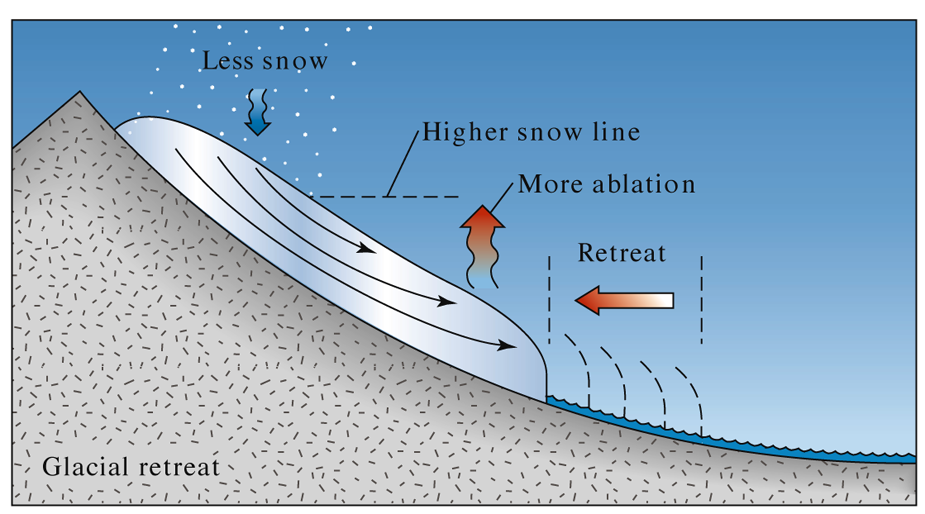 Less snow
Higher snow line
More ablation
Retreat
Glacial retreat